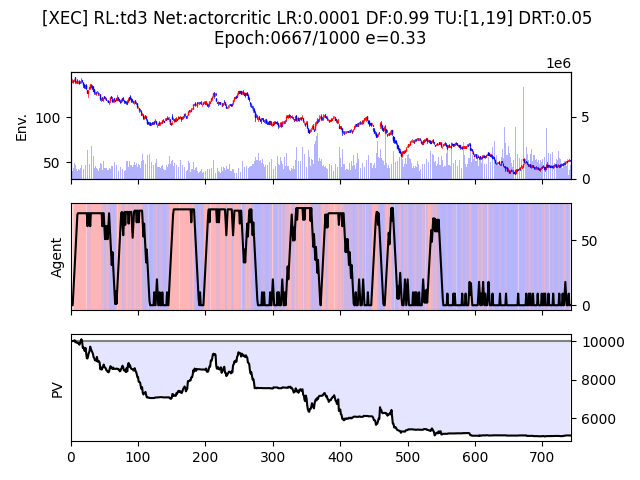 [XEC] RL:td3 Net:actorcritic LR:0.0001 DF:0.99 TU:[1,19] DRT:0.05
Epoch:0667/1000 e=0.33
1e6
Env.
100
50
5
0
Agent
50
0
PV
10000
8000
6000
0 100 200 300 400 500 600 700